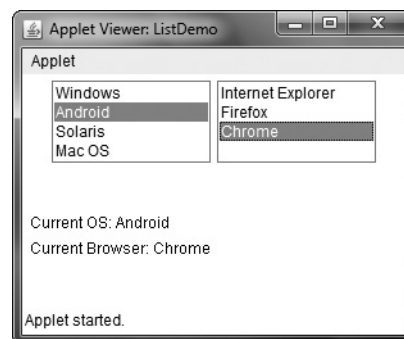 Applet Viewer: ListDemo
Applet
Windows
Android
Solaris
Mac OS
Internet Explorer
Firefox
Chrome
Current OS: Android
Current Browser: Chrome
Applet started.